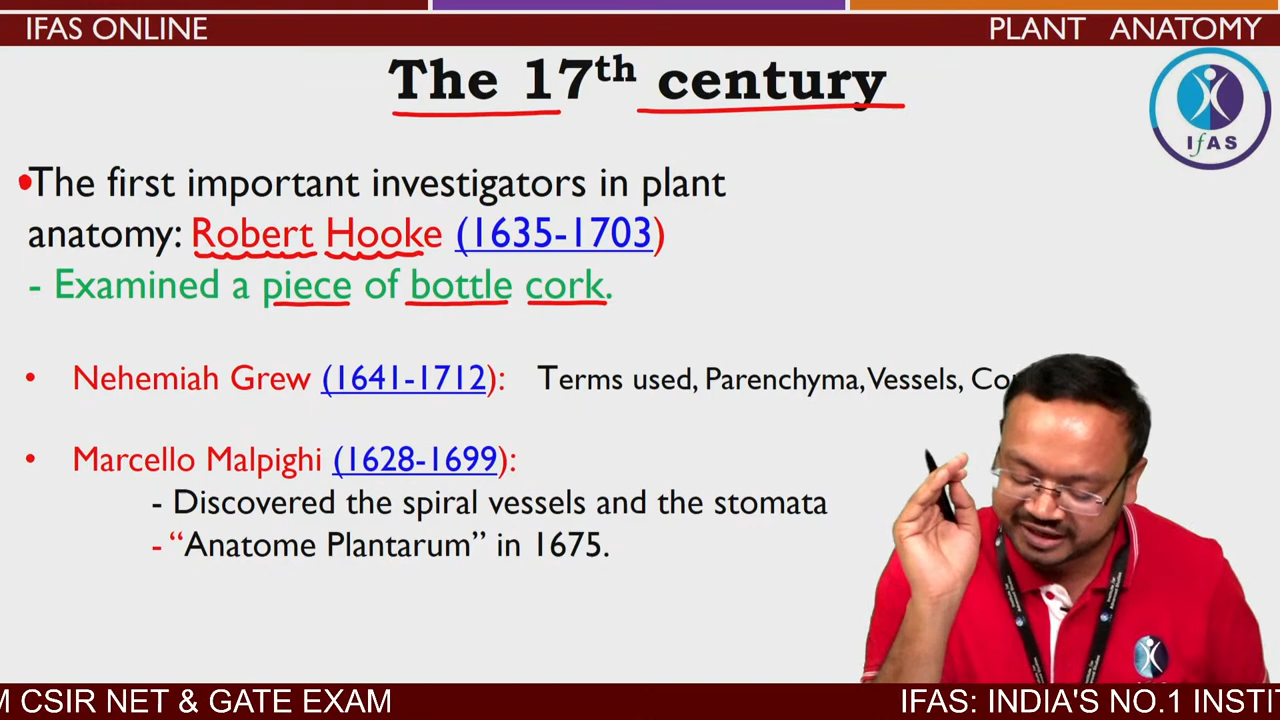 IFAS ONLINE
PLANT ANATOMY
The 17th century
IfAS
•The first important investigators in plant
anatomy: Robert Hooke (1635-1703)
- Examined a piece of bottle cork.
• Nehemiah Grew (1641-1712): Terms used, Parenchyma, Vessels,
• Marcello Malpighi (1628-1699):
- Discovered the spiral vessels and the stomata
- “Anatome Plantarum” in 1675.
M CSIR NET & GATE EXAM
IFAS: INDIA'S NO.1